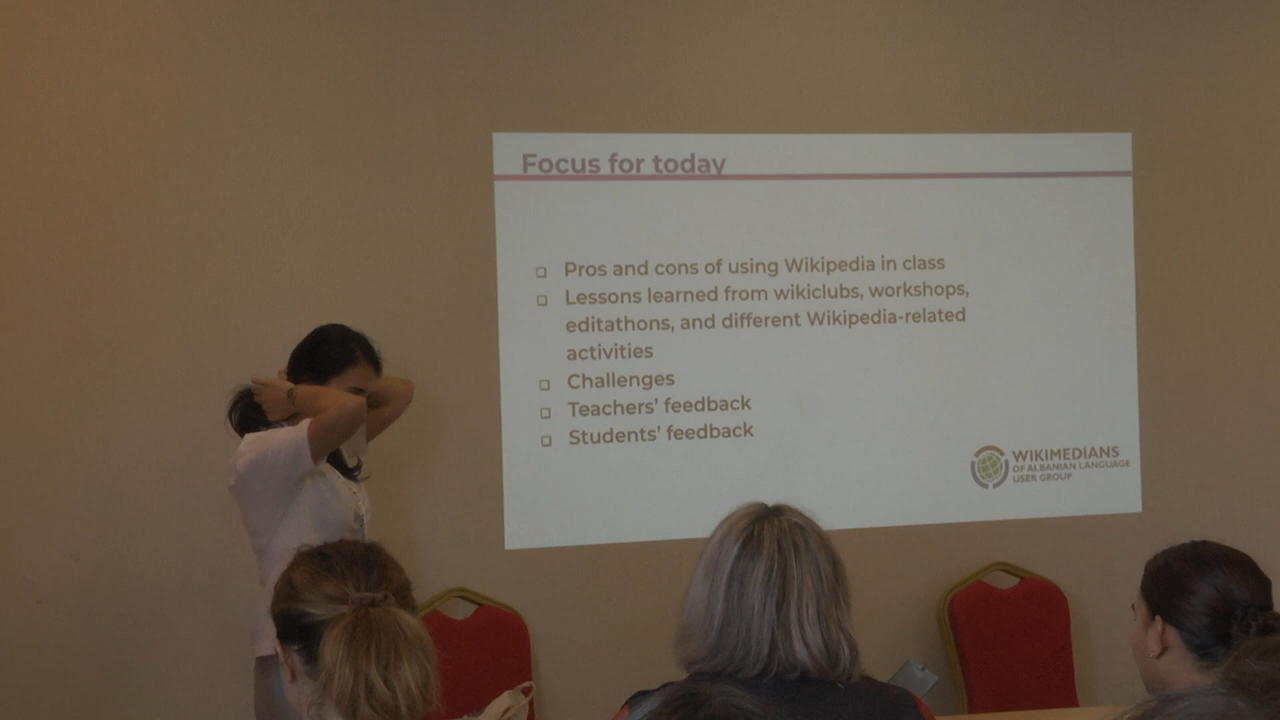 Focus for today
❑ Pros and cons of using Wikipedia in class
❑ Lessons learned from wikiclubs, workshops,
editathons, and different Wikipedia-related
activities
❑ Challenges
❑ Teachers’ feedback
❑ Students’ feedback
WIKIMEDIANS
OF ALBANIAN LANGUAGE
USER GROUP